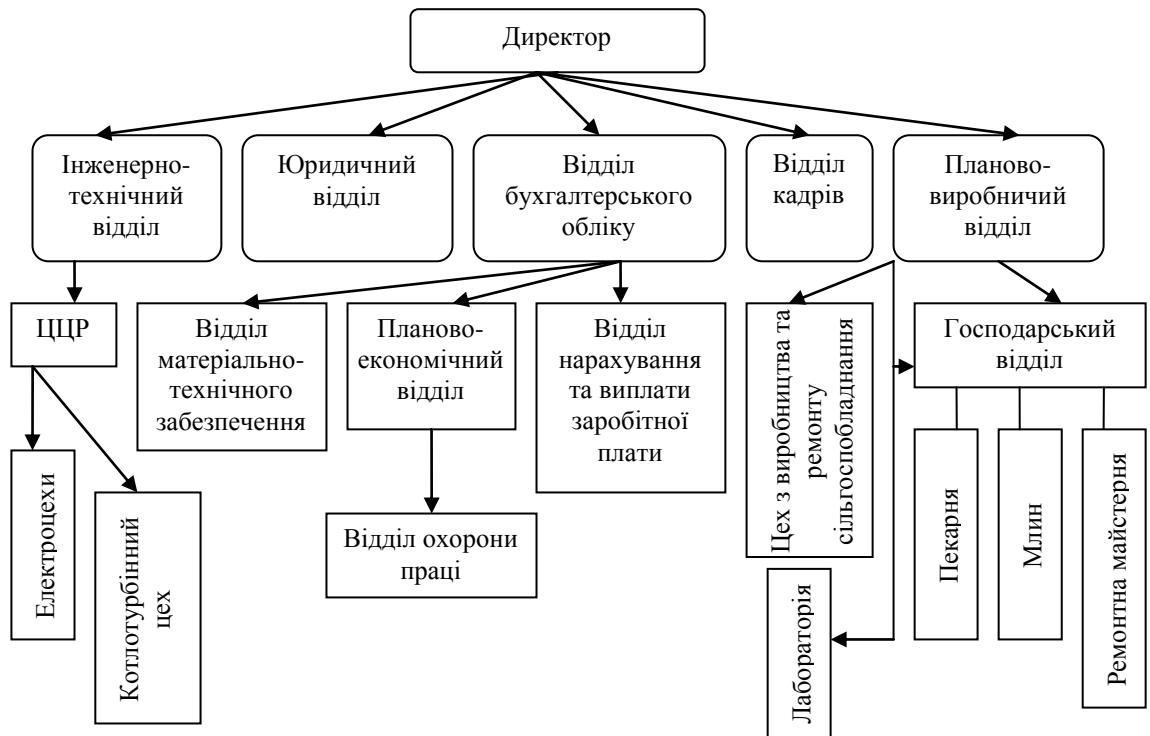 Директор
Інженерно-
технічний
відділ
Юридичний
відділ
Відділ
бухгалтерського
обліку
Відділ
кадрів
Планово-
виробничий
відділ
ЦЦР
Відділ
матеріально-
технічного
забезпечення
Планово-
економічний
відділ
Відділ
нарахування
та виплати
заробітної
плати
Цех з виробництва та
ремонту
сільгоспобладнання
Господарський
відділ
Електроцехи
Котлотурбінний
цех
Відділ охорони
праці
Лабораторія
Пекарня
Млин
Ремонтна майстерня